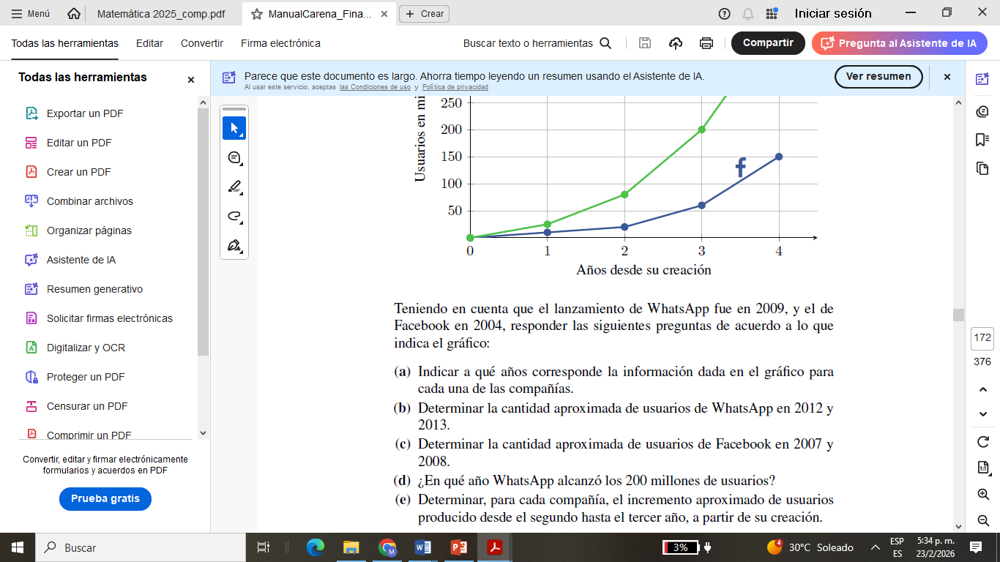 Menú
Matemática 2025_comp.pdf
ManualCarena_Fina...
Crear
Iniciar sesión
Todas las herramientas
Editar
Convertir
Firma electrónica
Buscar texto o herramientas
Compartir
Pregunta al Asistente de IA
Todas las herramientas
Exportar un PDF
Editar un PDF
Crear un PDF
Combinar archivos
Organizar páginas
Asistente de IA
Resumen generativo
Solicitar firmas electrónicas
Digitalizar y OCR
Proteger un PDF
Censurar un PDF
Comprimir un PDF
Convertir, editar y firmar electrónicamente
formularios y acuerdos en PDF
Prueba gratis
Parece que este documento es largo. Ahorra tiempo leyendo un resumen usando el Asistente de IA.
Al usar este servicio, aceptas las Condiciones de uso y Política de privacidad
Ver resumen
Usuarios en mi
250
200
150
100
50
f
0 1 2 3 4
Años desde su creación
Teniendo en cuenta que el lanzamiento de WhatsApp fue en 2009, y el de
Facebook en 2004, responder las siguientes preguntas de acuerdo a lo que
indica el gráfico:
(a) Indicar a qué años corresponde la información dada en el gráfico para
cada una de las compañías.
(b) Determinar la cantidad aproximada de usuarios de WhatsApp en 2012 y
2013.
(c) Determinar la cantidad aproximada de usuarios de Facebook en 2007 y
2008.
(d) ¿En qué año WhatsApp alcanzó los 200 millones de usuarios?
(e) Determinar, para cada compañía, el incremento aproximado de usuarios
producido desde el segundo hasta el tercer año, a partir de su creación.
172
376
1:1
Buscar
M
3%
4
30°C Soleado
ESP
ES
5:34 p. m.
23/2/2026